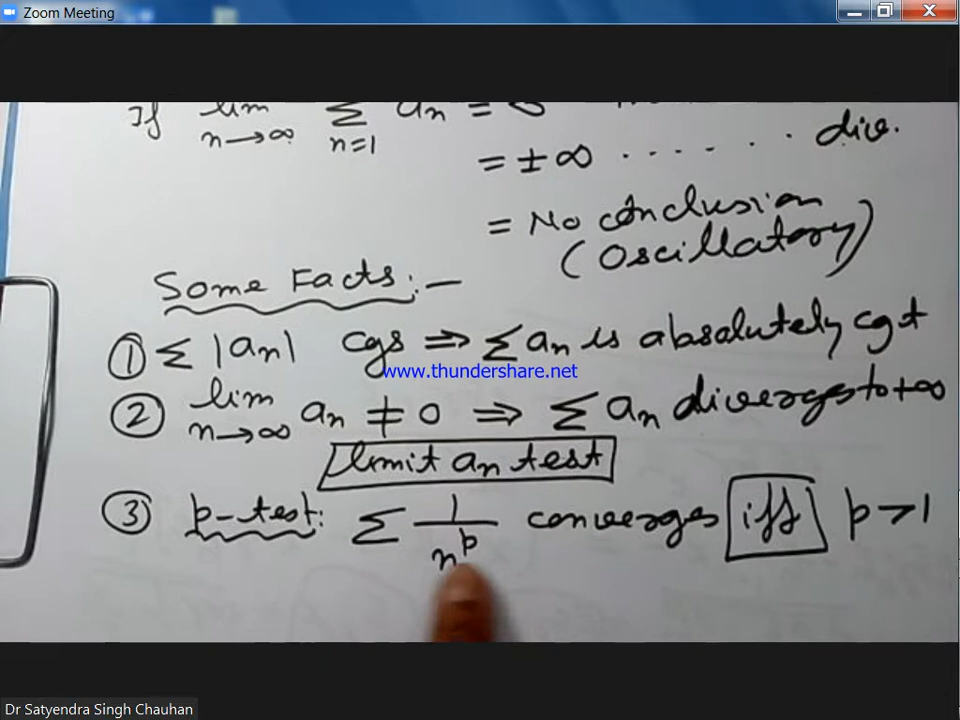 Zoom Meeting
If lim Σ an =
n→∞ n=1
= ± ∞ . . . . . . . div.
= No conclusion
(Oscillatory)
Some Facts:—
① Σ |an| cgs ⇒ Σ an is absolutely cgt
www.thundershare.net
② lim an ≠ 0 ⇒ Σ an diverges to +∞
n→∞
limit an test
③ p-test: Σ 1/n^p converges iff p > 1
Dr Satyendra Singh Chauhan